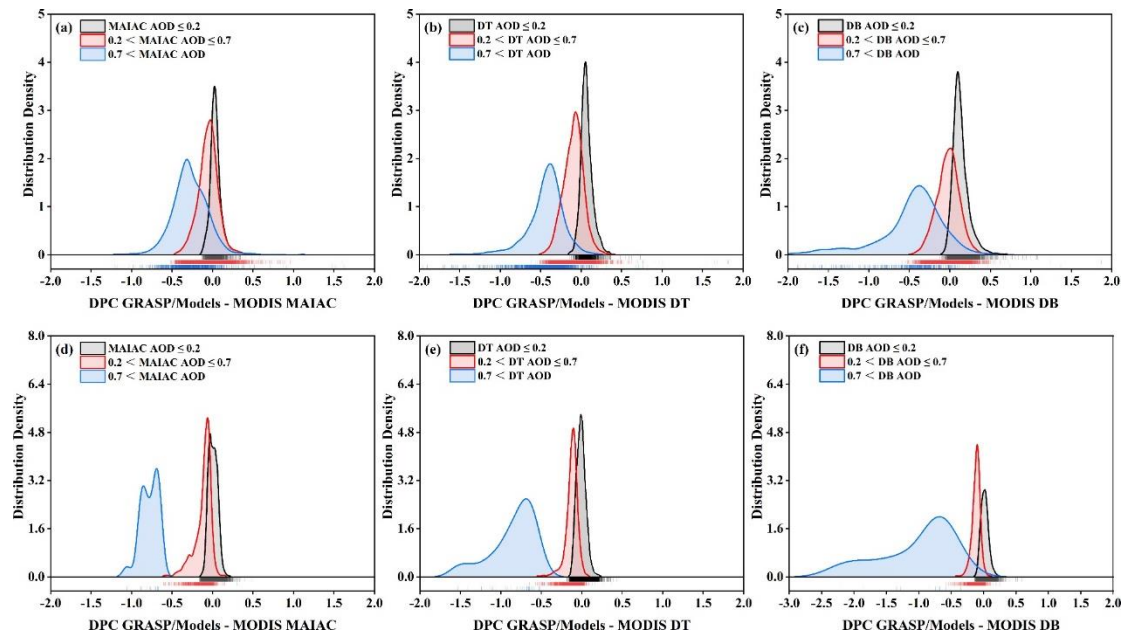 (a)
MAIAC AOD ≤ 0.2
0.2 < MAIAC AOD ≤ 0.7
0.7 < MAIAC AOD
Distribution Density
5
4
3
2
1
0
-2.0 -1.5 -1.0 -0.5 0.0 0.5 1.0 1.5 2.0
DPC GRASP/Models - MODIS MAIAC
(b)
DT AOD ≤ 0.2
0.2 < DT AOD ≤ 0.7
0.7 < DT AOD
Distribution Density
5
4
3
2
1
0
-2.0 -1.5 -1.0 -0.5 0.0 0.5 1.0 1.5 2.0
DPC GRASP/Models - MODIS DT
(c)
DB AOD ≤ 0.2
0.2 < DB AOD ≤ 0.7
0.7 < DB AOD
Distribution Density
5
4
3
2
1
0
-2.0 -1.5 -1.0 -0.5 0.0 0.5 1.0 1.5 2.0
DPC GRASP/Models - MODIS DB
(d)
MAIAC AOD ≤ 0.2
0.2 < MAIAC AOD ≤ 0.7
0.7 < MAIAC AOD
Distribution Density
8.0
6.4
4.8
3.2
1.6
0.0
-2.0 -1.5 -1.0 -0.5 0.0 0.5 1.0 1.5 2.0
DPC GRASP/Models - MODIS MAIAC
(e)
DT AOD ≤ 0.2
0.2 < DT AOD ≤ 0.7
0.7 < DT AOD
Distribution Density
8.0
6.4
4.8
3.2
1.6
0.0
-2.0 -1.5 -1.0 -0.5 0.0 0.5 1.0 1.5 2.0
DPC GRASP/Models - MODIS DT
(f)
DB AOD ≤ 0.2
0.2 < DB AOD ≤ 0.7
0.7 < DB AOD
Distribution Density
8.0
6.4
4.8
3.2
1.6
0.0
-3.0 -2.5 -2.0 -1.5 -1.0 -0.5 0.0 0.5 1.0 1.5 2.0
DPC GRASP/Models - MODIS DB